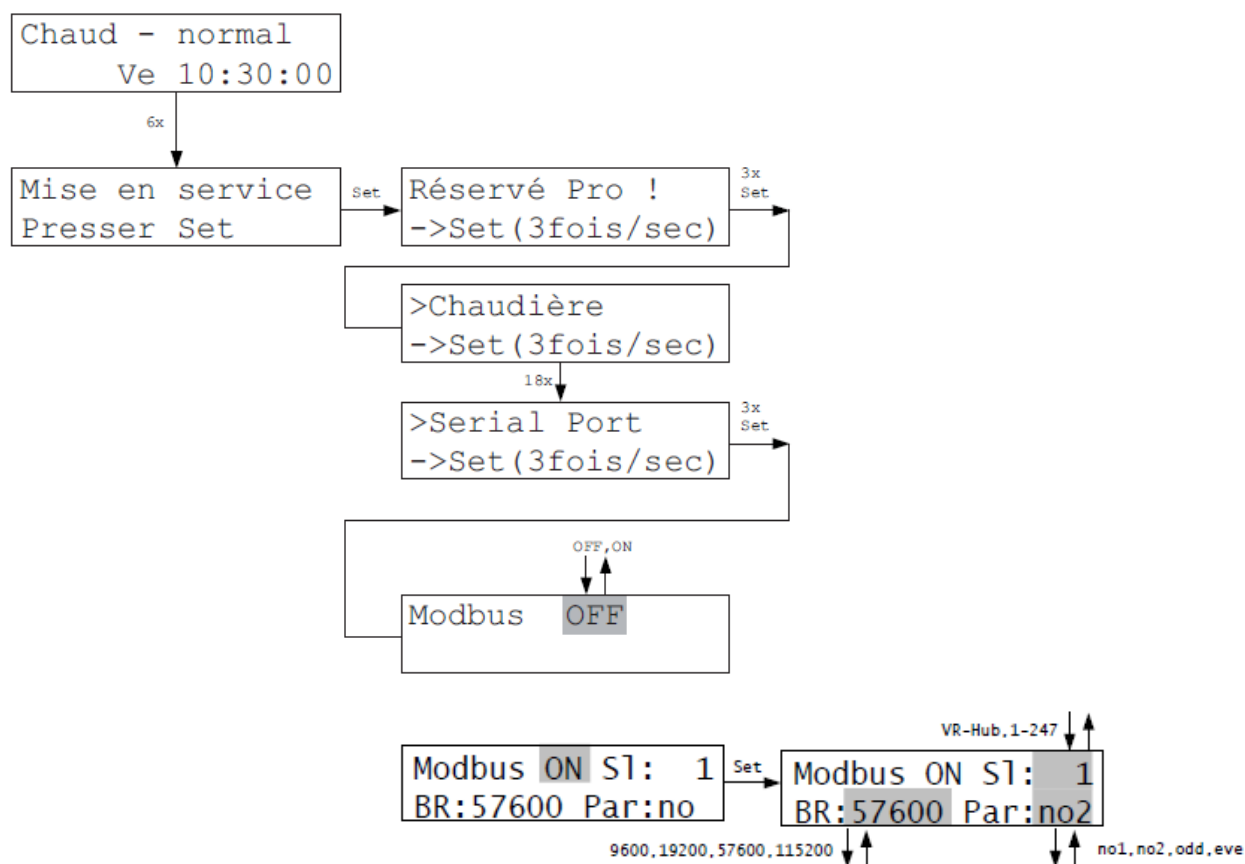 Chaud - normal
Ve 10:30:00
6x
Mise en service
Presser Set
Set
Réservé Pro !
->Set(3fois/sec)
3x
Set
>Chaudière
->Set(3fois/sec)
18x
>Serial Port
->Set(3fois/sec)
3x
Set
OFF,ON
Modbus OFF
Modbus ON Sl: 1
BR:57600 Par:no
Set
VR-Hub,1-247
Modbus ON Sl: 1
BR:57600 Par:no2
9600,19200,57600,115200
no1,no2,odd,eve